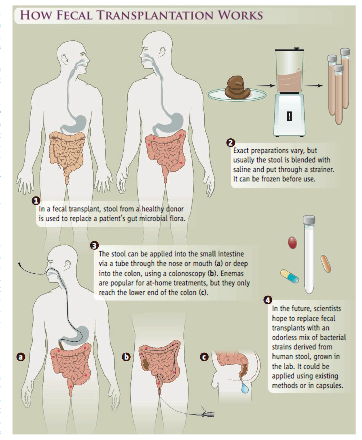 How Fecal Transplantation Works
1
In a fecal transplant, stool from a healthy donor
is used to replace a patient's gut microbial flora.
2
Exact preparations vary, but
usually the stool is blended with
saline and put through a strainer.
It can be frozen before use.
3
The stool can be applied into the small intestine
via a tube through the nose or mouth (a) or deep
into the colon, using a colonoscopy (b). Enemas
are popular for at-home treatments, but they only
reach the lower end of the colon (c).
a
b
c
4
In the future, scientists
hope to replace fecal
transplants with an
odorless mix of bacterial
strains derived from
human stool, grown in
the lab. It could be
applied using existing
methods or in capsules.